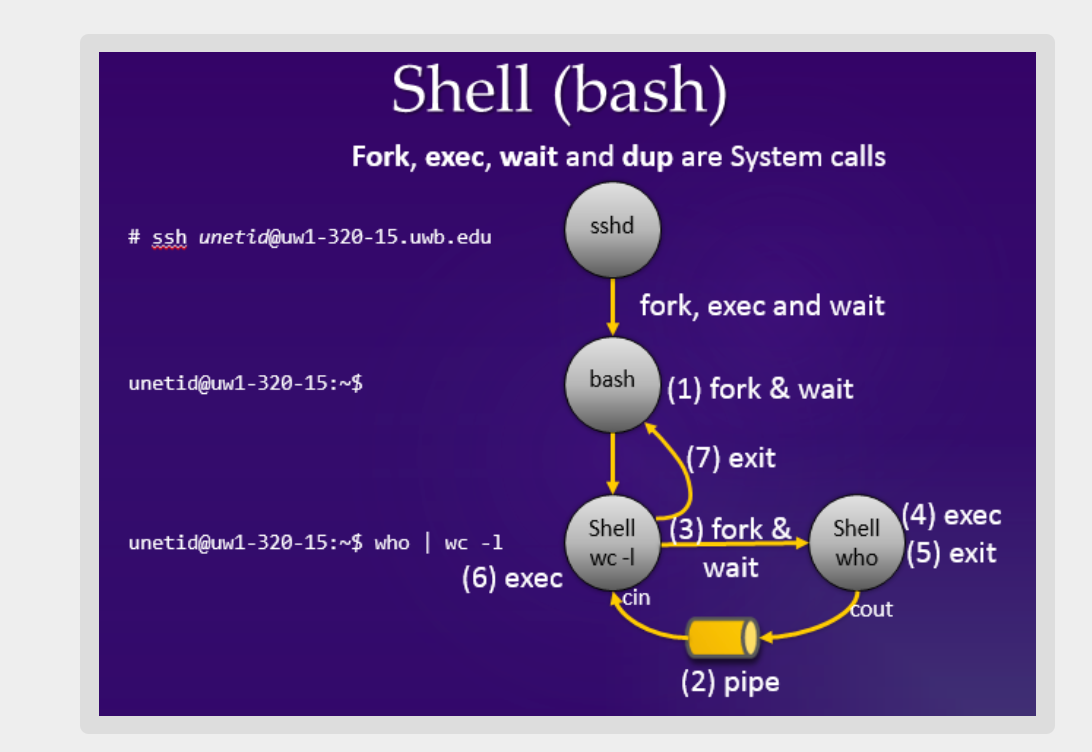 Shell (bash)
Fork, exec, wait and dup are System calls
# ssh unetid@uw1-320-15.uwb.edu
sshd
fork, exec and wait
unetid@uw1-320-15:~$
bash
(1) fork & wait
(7) exit
unetid@uw1-320-15:~$ who | wc -l
(6) exec
Shell
wc -l
(3) fork &
wait
Shell
who
(4) exec
(5) exit
cin
cout
(2) pipe